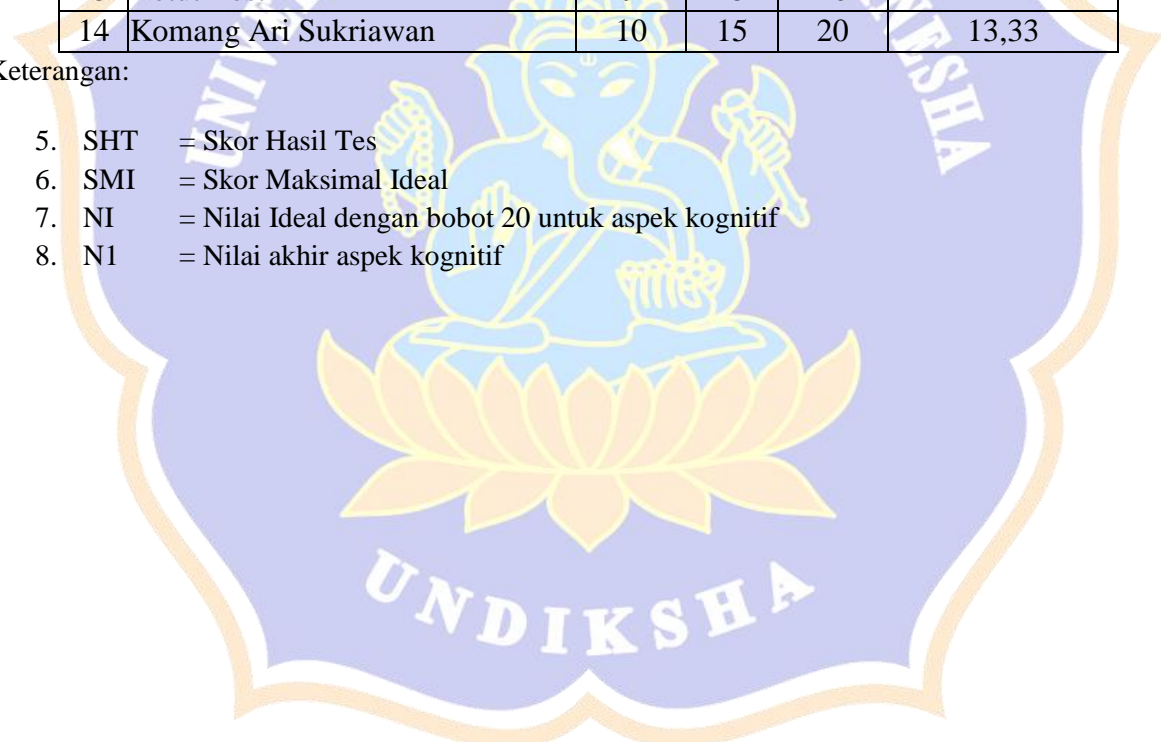 14 Komang Ari Sukriawan 10 15 20 13,33
Keterangan:
5. SHT = Skor Hasil Tes
6. SMI = Skor Maksimal Ideal
7. NI = Nilai Ideal dengan bobot 20 untuk aspek kognitif
8. N1 = Nilai akhir aspek kognitif
UNDIKSHA